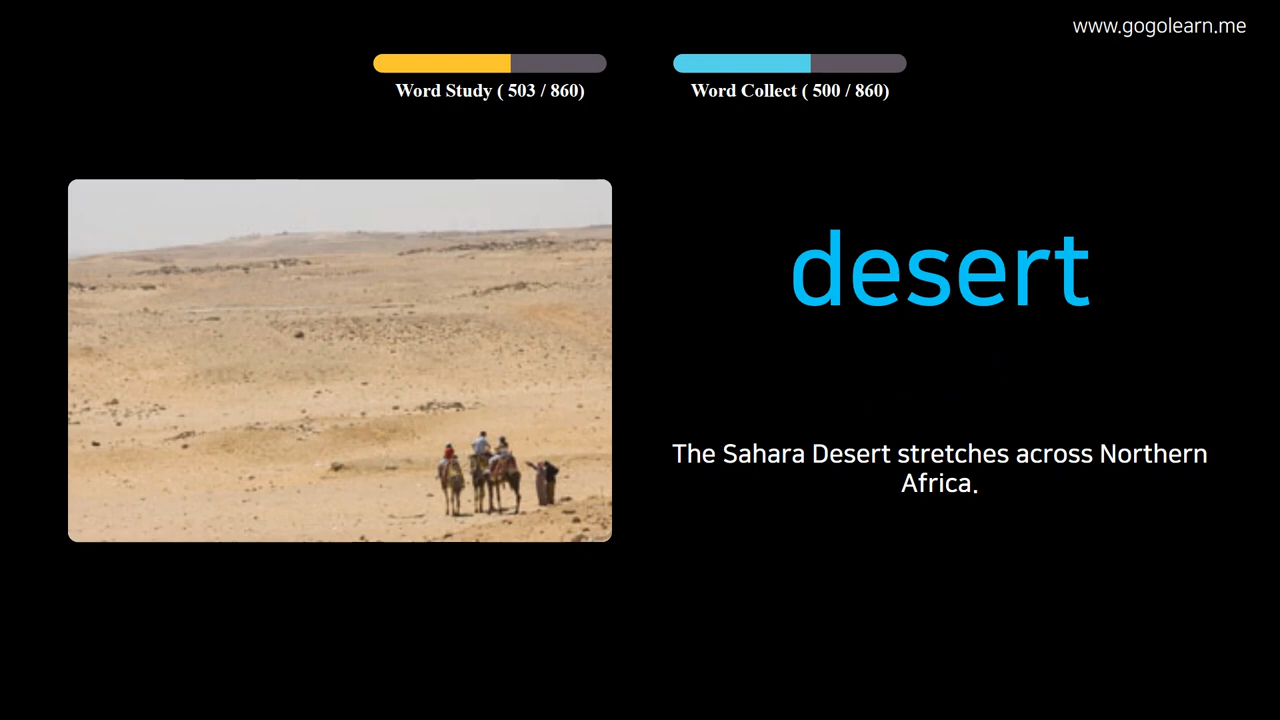 www.gogolearn.me
Word Study ( 503 / 860)
Word Collect ( 500 / 860)
desert
The Sahara Desert stretches across Northern
Africa.